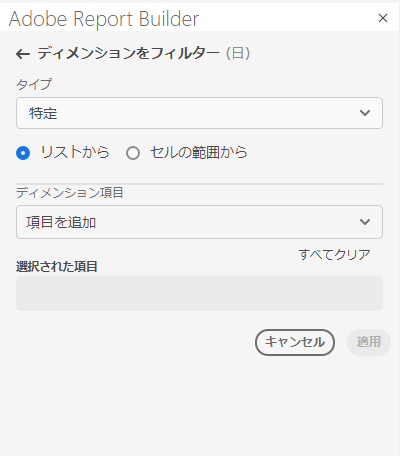 Adobe Report Builder
ディメンションをフィルター (日)
タイプ
特定
リストから セルの範囲から
ディメンション項目
項目を追加
すべてクリア
選択された項目
キャンセル 適用